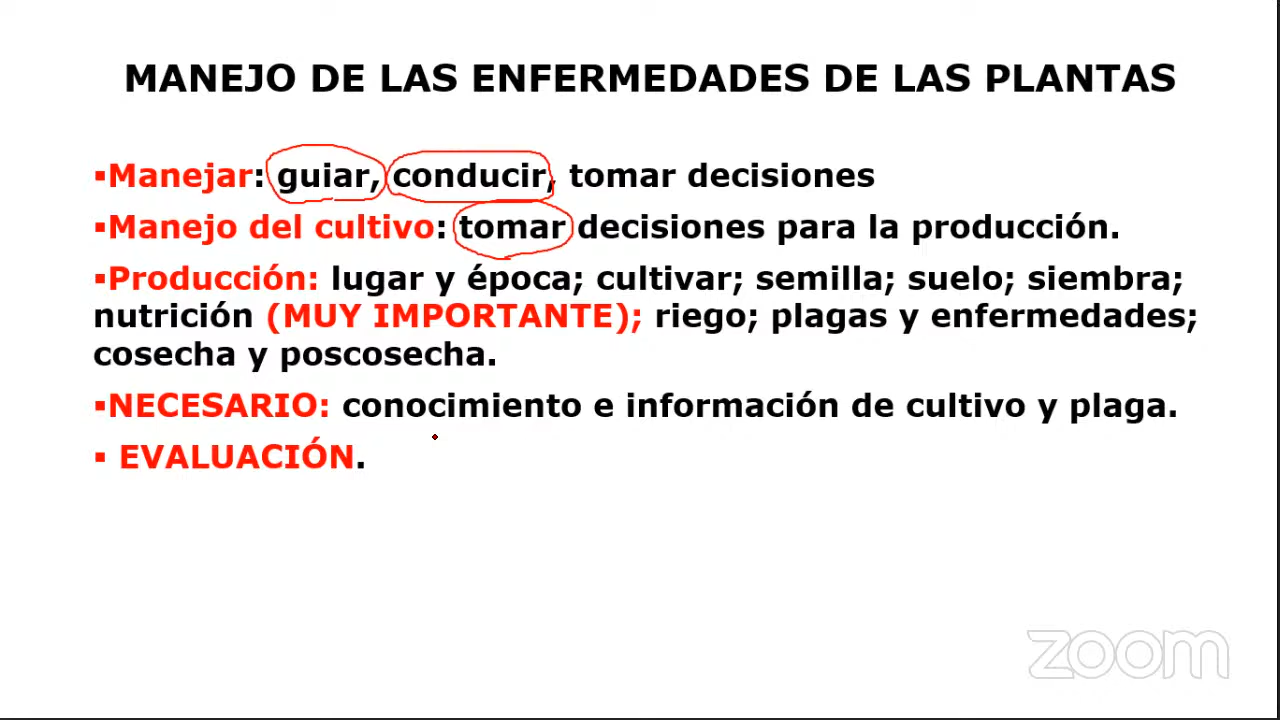 MANEJO DE LAS ENFERMEDADES DE LAS PLANTAS
▪Manejar: guiar, conducir, tomar decisiones
▪Manejo del cultivo: tomar decisiones para la producción.
▪Producción: lugar y época; cultivar; semilla; suelo; siembra;
nutrición (MUY IMPORTANTE); riego; plagas y enfermedades;
cosecha y poscosecha.
▪NECESARIO: conocimiento e información de cultivo y plaga.
▪ EVALUACIÓN.
zoom